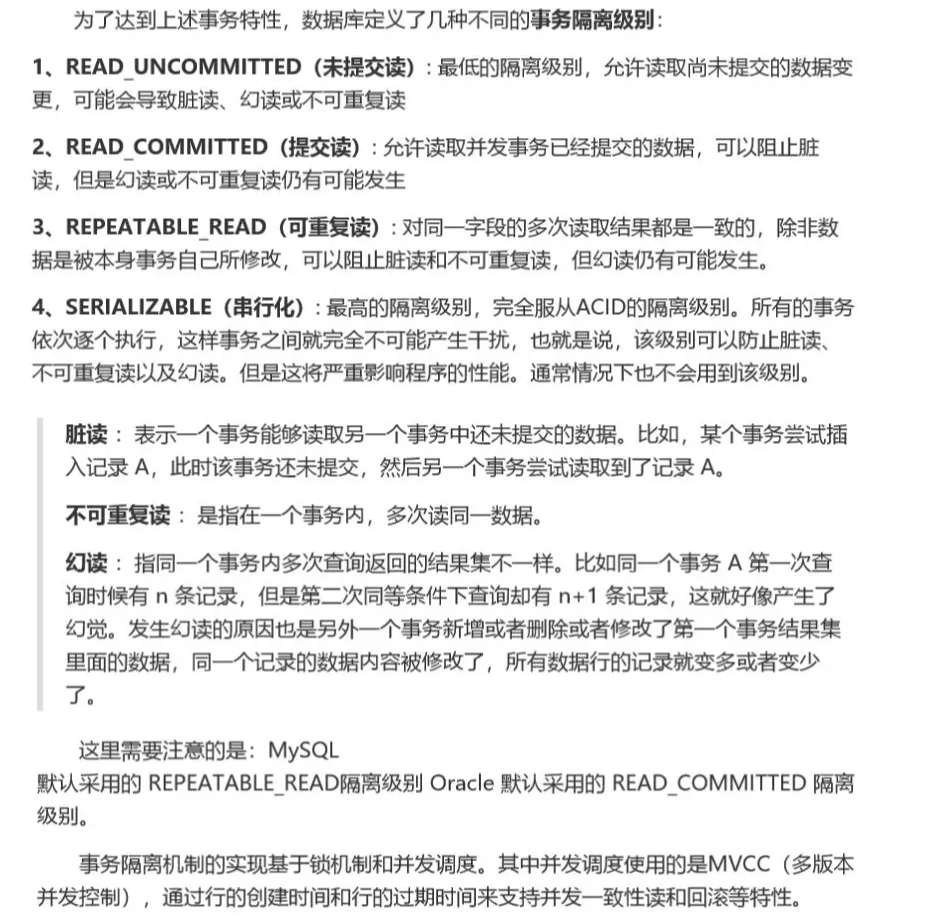 为了达到上述事务特性，数据库定义了几种不同的事务隔离级别：
1、READ_UNCOMMITTED（未提交读）: 最低的隔离级别，允许读取尚未提交的数据变
更，可能会导致脏读、幻读或不可重复读
2、READ_COMMITTED（提交读）: 允许读取并发事务已经提交的数据，可以阻止脏
读，但是幻读或不可重复读仍有可能发生
3、REPEATABLE_READ（可重复读）: 对同一字段的多次读取结果都是一致的，除非数
据是被本身事务自己所修改，可以阻止脏读和不可重复读，但幻读仍有可能发生。
4、SERIALIZABLE（串行化）: 最高的隔离级别，完全服从ACID的隔离级别。所有的事务
依次逐个执行，这样事务之间就完全不可能产生干扰，也就是说，该级别可以防止脏读、
不可重复读以及幻读。但是这将严重影响程序的性能。通常情况下也不会用到该级别。
脏读 ：表示一个事务能够读取另一个事务中还未提交的数据。比如，某个事务尝试插
入记录 A，此时该事务还未提交，然后另一个事务尝试读取到了记录 A。
不可重复读 ：是指在一个事务内，多次读同一数据。
幻读 ：指同一个事务内多次查询返回的结果集不一样。比如同一个事务 A 第一次查
询时候有 n 条记录，但是第二次同等条件下查询却有 n+1 条记录，这就好像产生了
幻觉。发生幻读的原因也是另外一个事务新增或者删除或者修改了第一个事务结果集
里面的数据，同一个记录的数据内容被修改了，所有数据行的记录就变多或者变少
了。
这里需要注意的是：MySQL
默认采用的 REPEATABLE_READ隔离级别 Oracle 默认采用的 READ_COMMITTED 隔离
级别。
事务隔离机制的实现基于锁机制和并发调度。其中并发调度使用的是MVCC（多版本
并发控制），通过行的创建时间和行的过期时间来支持并发一致性读和回滚等特性。